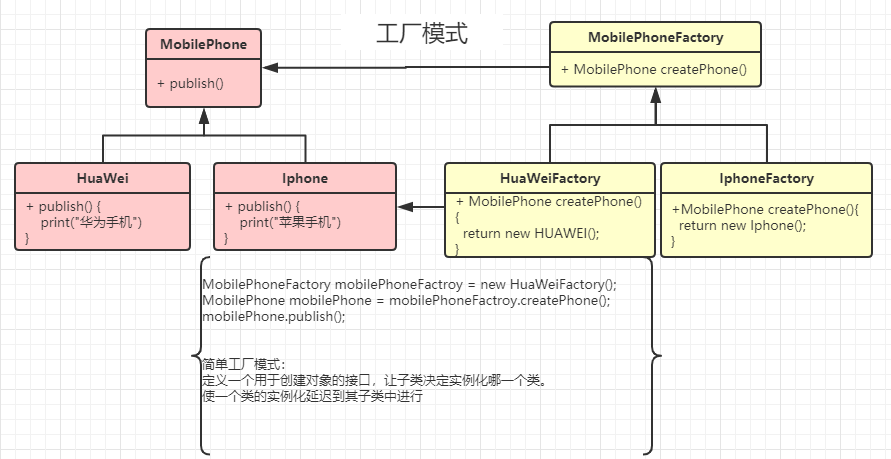 工厂模式
MobilePhone
+ publish()
MobilePhoneFactory
+ MobilePhone createPhone()
HuaWei
+ publish() {
print("华为手机")
}
Iphone
+ publish() {
print("苹果手机")
}
HuaWeiFactory
+ MobilePhone createPhone()
{
return new HUAWEI();
}
IphoneFactory
+MobilePhone createPhone(){
return new Iphone();
}
MobilePhoneFactory mobilePhoneFactroy = new HuaWeiFactory();
MobilePhone mobilePhone = mobilePhoneFactroy.createPhone();
mobilePhone.publish();
简单工厂模式：
定义一个用于创建对象的接口，让子类决定实例化哪一个类。
使一个类的实例化延迟到其子类中进行